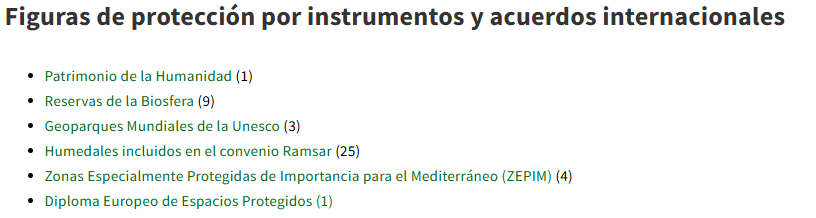 Figuras de protección por instrumentos y acuerdos internacionales
• Patrimonio de la Humanidad (1)
• Reservas de la Biosfera (9)
• Geoparques Mundiales de la Unesco (3)
• Humedales incluidos en el convenio Ramsar (25)
• Zonas Especialmente Protegidas de Importancia para el Mediterráneo (ZEPIM) (4)
• Diploma Europeo de Espacios Protegidos (1)